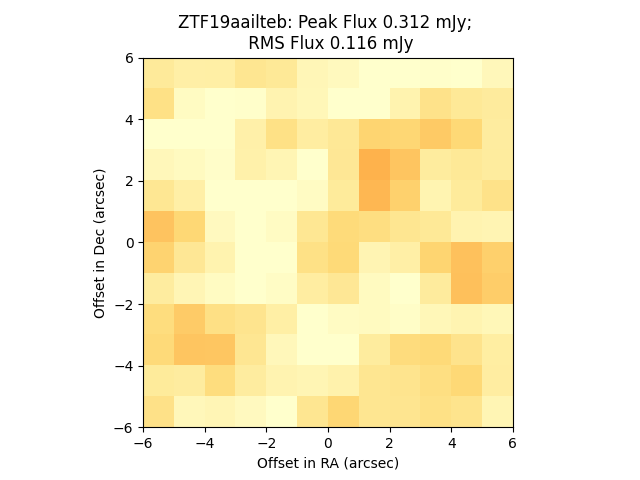 ZTF19aailteb: Peak Flux 0.312 mJy;
RMS Flux 0.116 mJy
6
4
2
0
−2
−4
−6
Offset in Dec (arcsec)
−6 −4 −2 0 2 4 6
Offset in RA (arcsec)